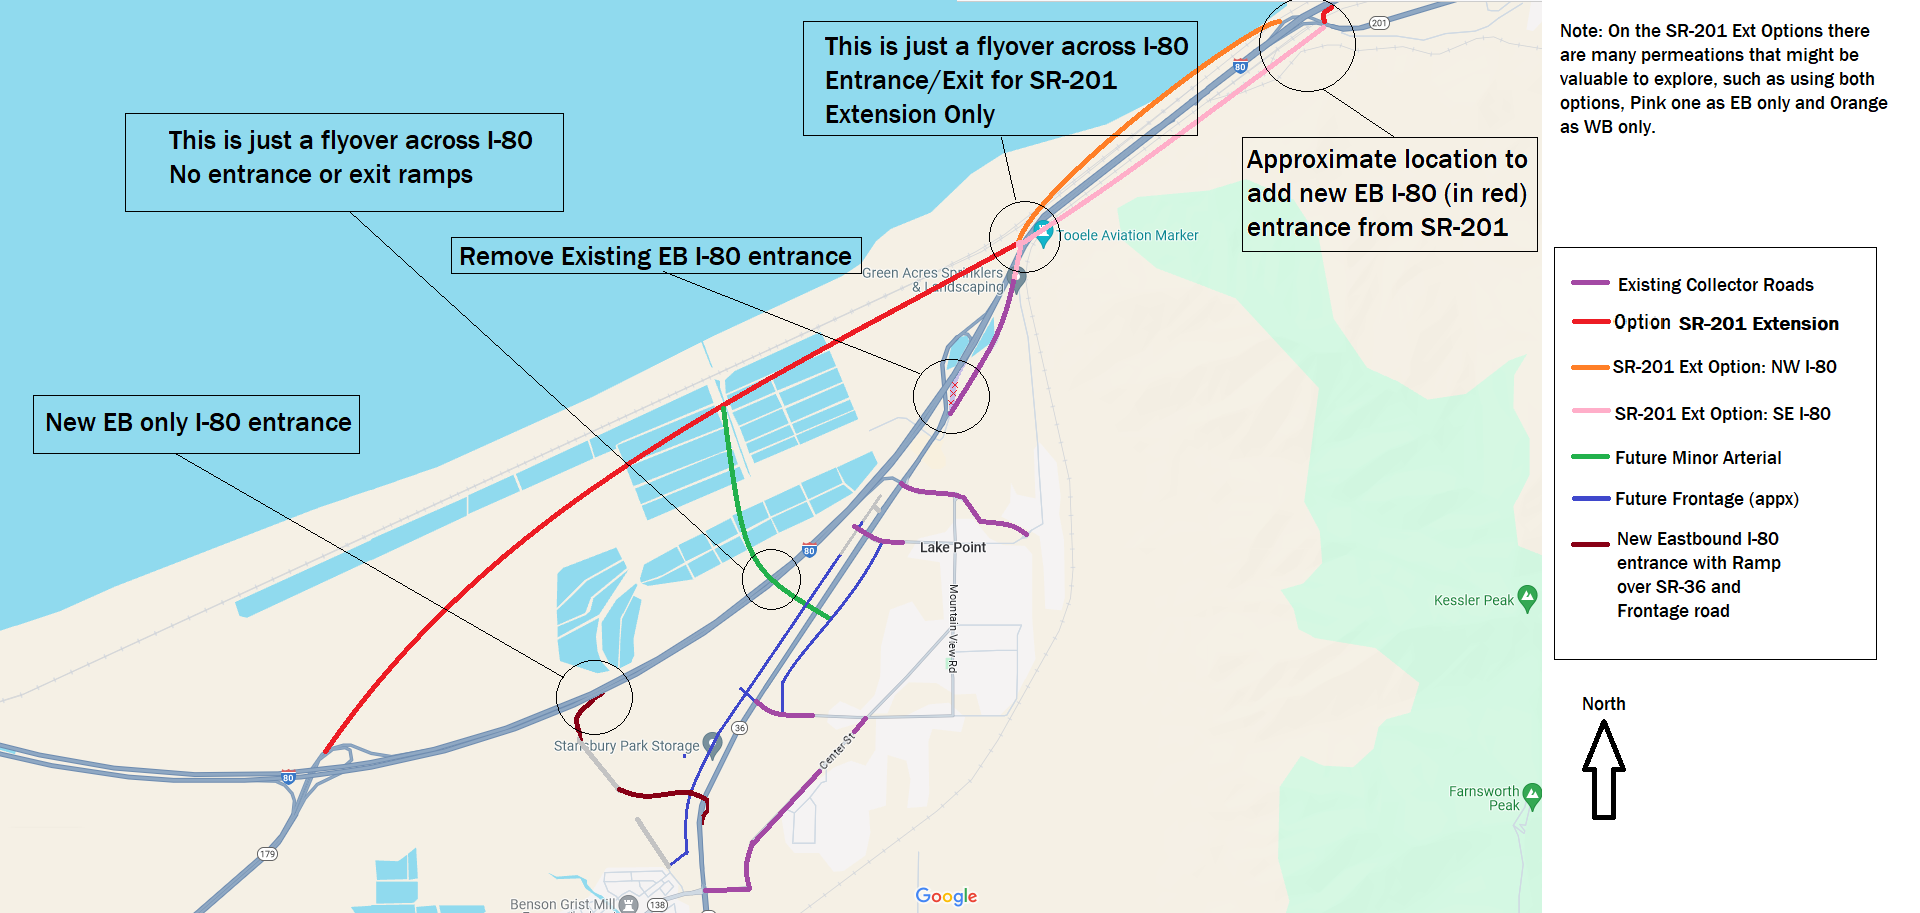 This is just a flyover across I-80
Entrance/Exit for SR-201
Extension Only
201
80
Note: On the SR-201 Ext Options there
are many permeations that might be
valuable to explore, such as using both
options, Pink one as EB only and Orange
as WB only.
This is just a flyover across I-80
No entrance or exit ramps
Approximate location to
add new EB I-80 (in red)
entrance from SR-201
Remove Existing EB I-80 entrance
Tooele Aviation Marker
Green Acres Sprinklers
& Landscaping
Existing Collector Roads
Option SR-201 Extension
SR-201 Ext Option: NW I-80
SR-201 Ext Option: SE I-80
Future Minor Arterial
Future Frontage (appx)
New Eastbound I-80
entrance with Ramp
over SR-36 and
Frontage road
New EB only I-80 entrance
80
Lake Point
Mountain View Rd
Kessler Peak
36
Stansbury Park Storage
Center St
80
179
Farnsworth
Peak
North
Benson Grist Mill
138
Google